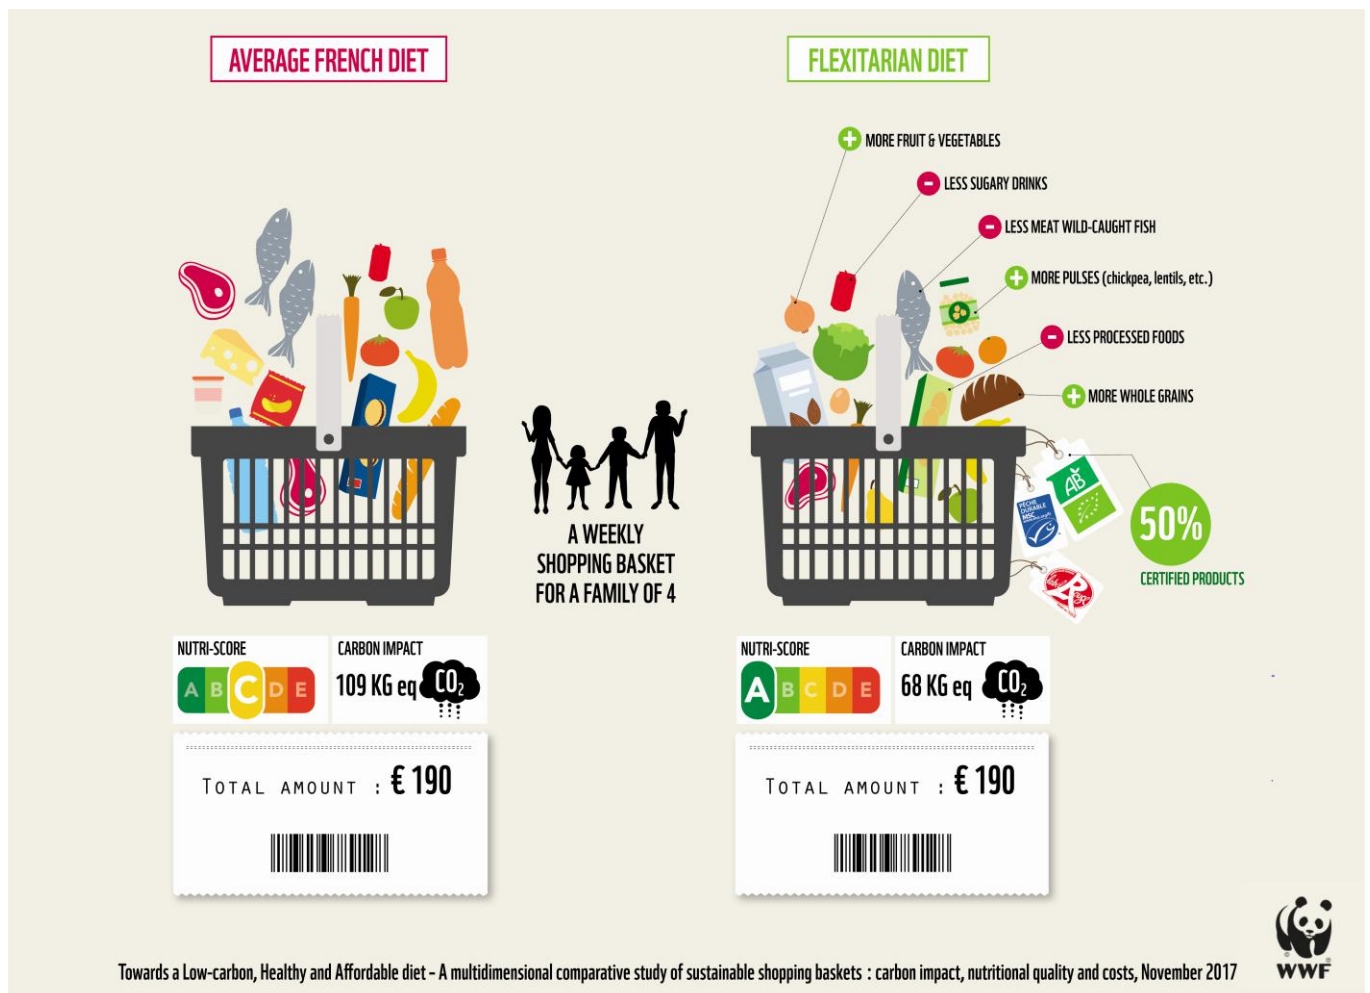 AVERAGE FRENCH DIET
FLEXITARIAN DIET
MORE FRUIT & VEGETABLES
LESS SUGARY DRINKS
LESS MEAT WILD-CAUGHT FISH
MORE PULSES (chickpea, lentils, etc.)
LESS PROCESSED FOODS
MORE WHOLE GRAINS
A WEEKLY
SHOPPING BASKET
FOR A FAMILY OF 4
AB
PÊCHE
DURABLE
MSC
50%
CERTIFIED PRODUCTS
NUTRI-SCORE
A B C D E
CARBON IMPACT
109 KG eq CO2
TOTAL AMOUNT : € 190
NUTRI-SCORE
A B C D E
CARBON IMPACT
68 KG eq CO2
TOTAL AMOUNT : € 190
Towards a Low-carbon, Healthy and Affordable diet – A multidimensional comparative study of sustainable shopping baskets : carbon impact, nutritional quality and costs, November 2017
WWF